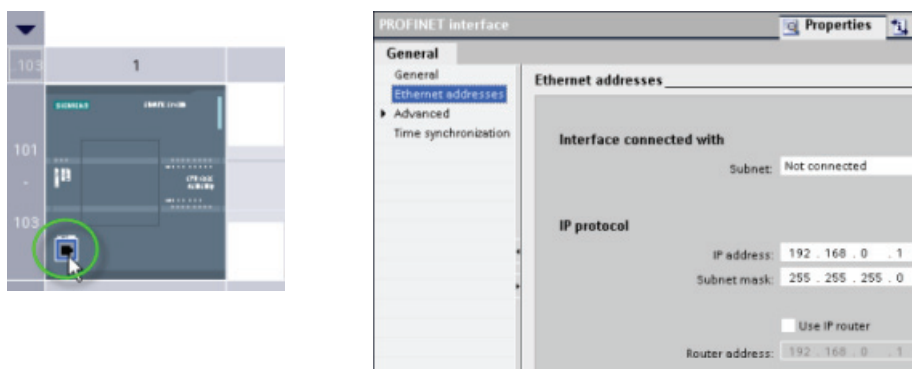 .103
1
SIEMENS
101
-
103
PROFINET interface
Properties
General
General
Ethernet addresses
Advanced
Time synchronization
Ethernet addresses
Interface connected with
Subnet: Not connected
IP protocol
IP address: 192 . 168 . 0 . 1
Subnet mask: 255 . 255 . 255 . 0
Use IP router
Router address: 192 . 168 . 0 . 1